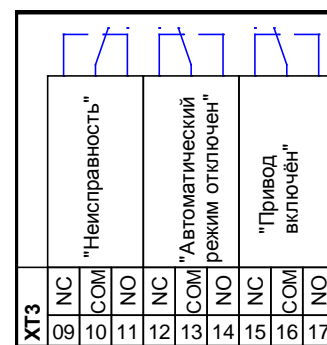 "Неисправность"
"Автоматический
режим отключен"
"Привод
включён"
NC COM NO NC COM NO NC COM NO
XT3 09 10 11 12 13 14 15 16 17